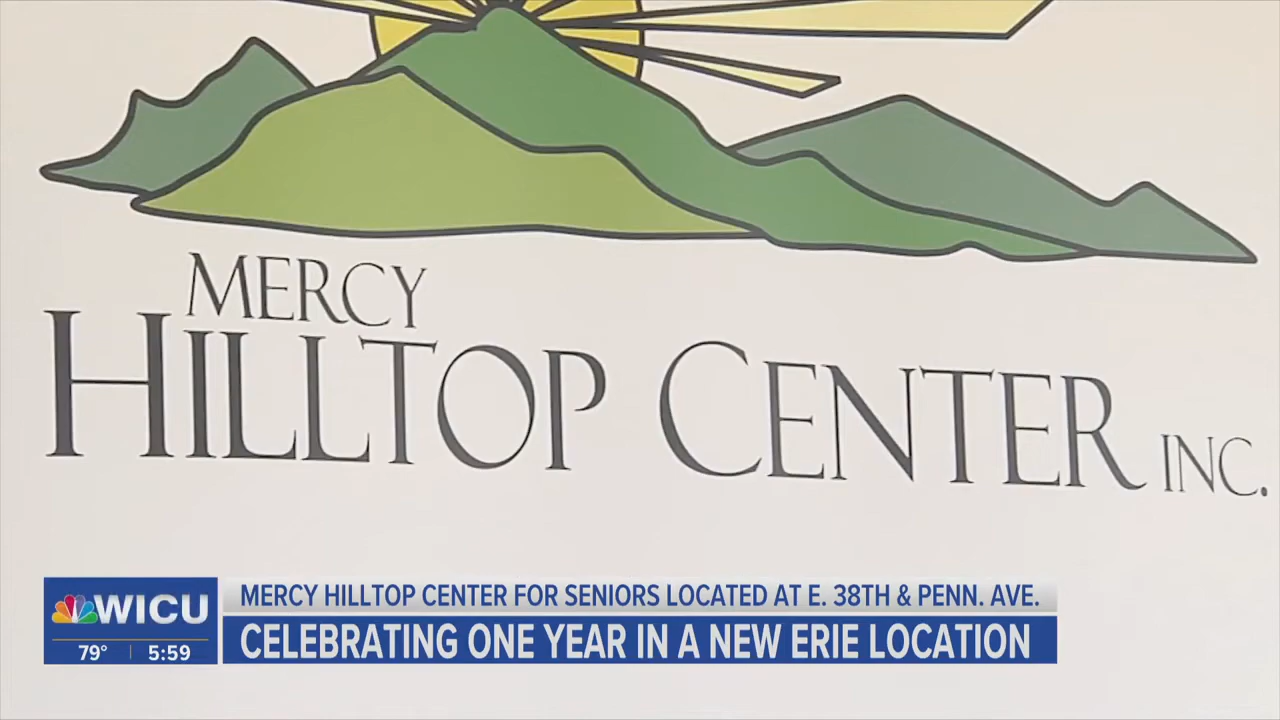 MERCY
HILLTOP CENTER INC.
WICU
79° 5:59
MERCY HILLTOP CENTER FOR SENIORS LOCATED AT E. 38TH & PENN. AVE.
CELEBRATING ONE YEAR IN A NEW ERIE LOCATION